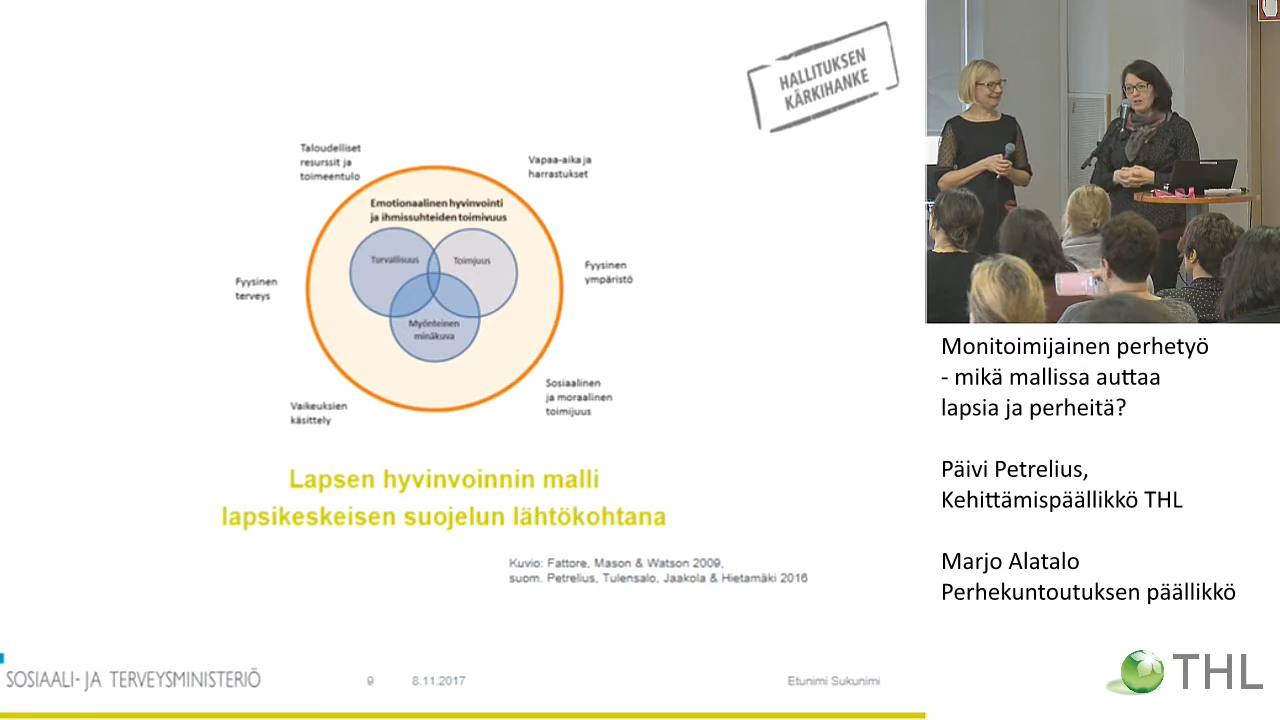 HALLITUKSEN
KÄRKIHANKE
Taloudelliset
resurssit ja
toimeentulo
Vapaa-aika ja
harrastukset
Emotionaalinen hyvinvointi
ja ihmissuhteiden toimivuus
Turvallisuus
Toimjuus
Fyysinen
terveys
Fyysinen
ympäristö
Myönteinen
minäkuva
Sosiaalinen
ja moraalinen
toimijuus
Vaikeuksien
käsittely
Lapsen hyvinvoinnin malli
lapsikeskeisen suojelun lähtökohtana
Kuvio: Fattore, Mason & Watson 2009,
suom. Petrelius, Tulensalo, Jaakola & Hietamäki 2016
SOSIAALI- JA TERVEYSMINISTERIÖ
9
8.11.2017
Etunimi Sukunimi
Monitoimijainen perhetyö
- mikä mallissa auttaa
lapsia ja perheitä?
Päivi Petrelius,
Kehittämispäällikkö THL
Marjo Alatalo
Perhekuntoutuksen päällikkö
THL